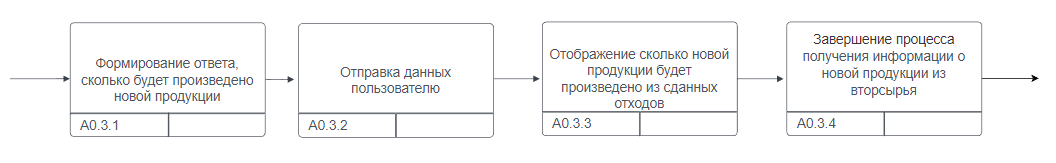 Формирование ответа,
сколько будет произведено
новой продукции
A0.3.1
Отправка данных
пользователю
A0.3.2
Отображение сколько новой
продукции будет
произведено из сданных
отходов
A0.3.3
Завершение процесса
получения информации о
новой продукции из
вторсырья
A0.3.4